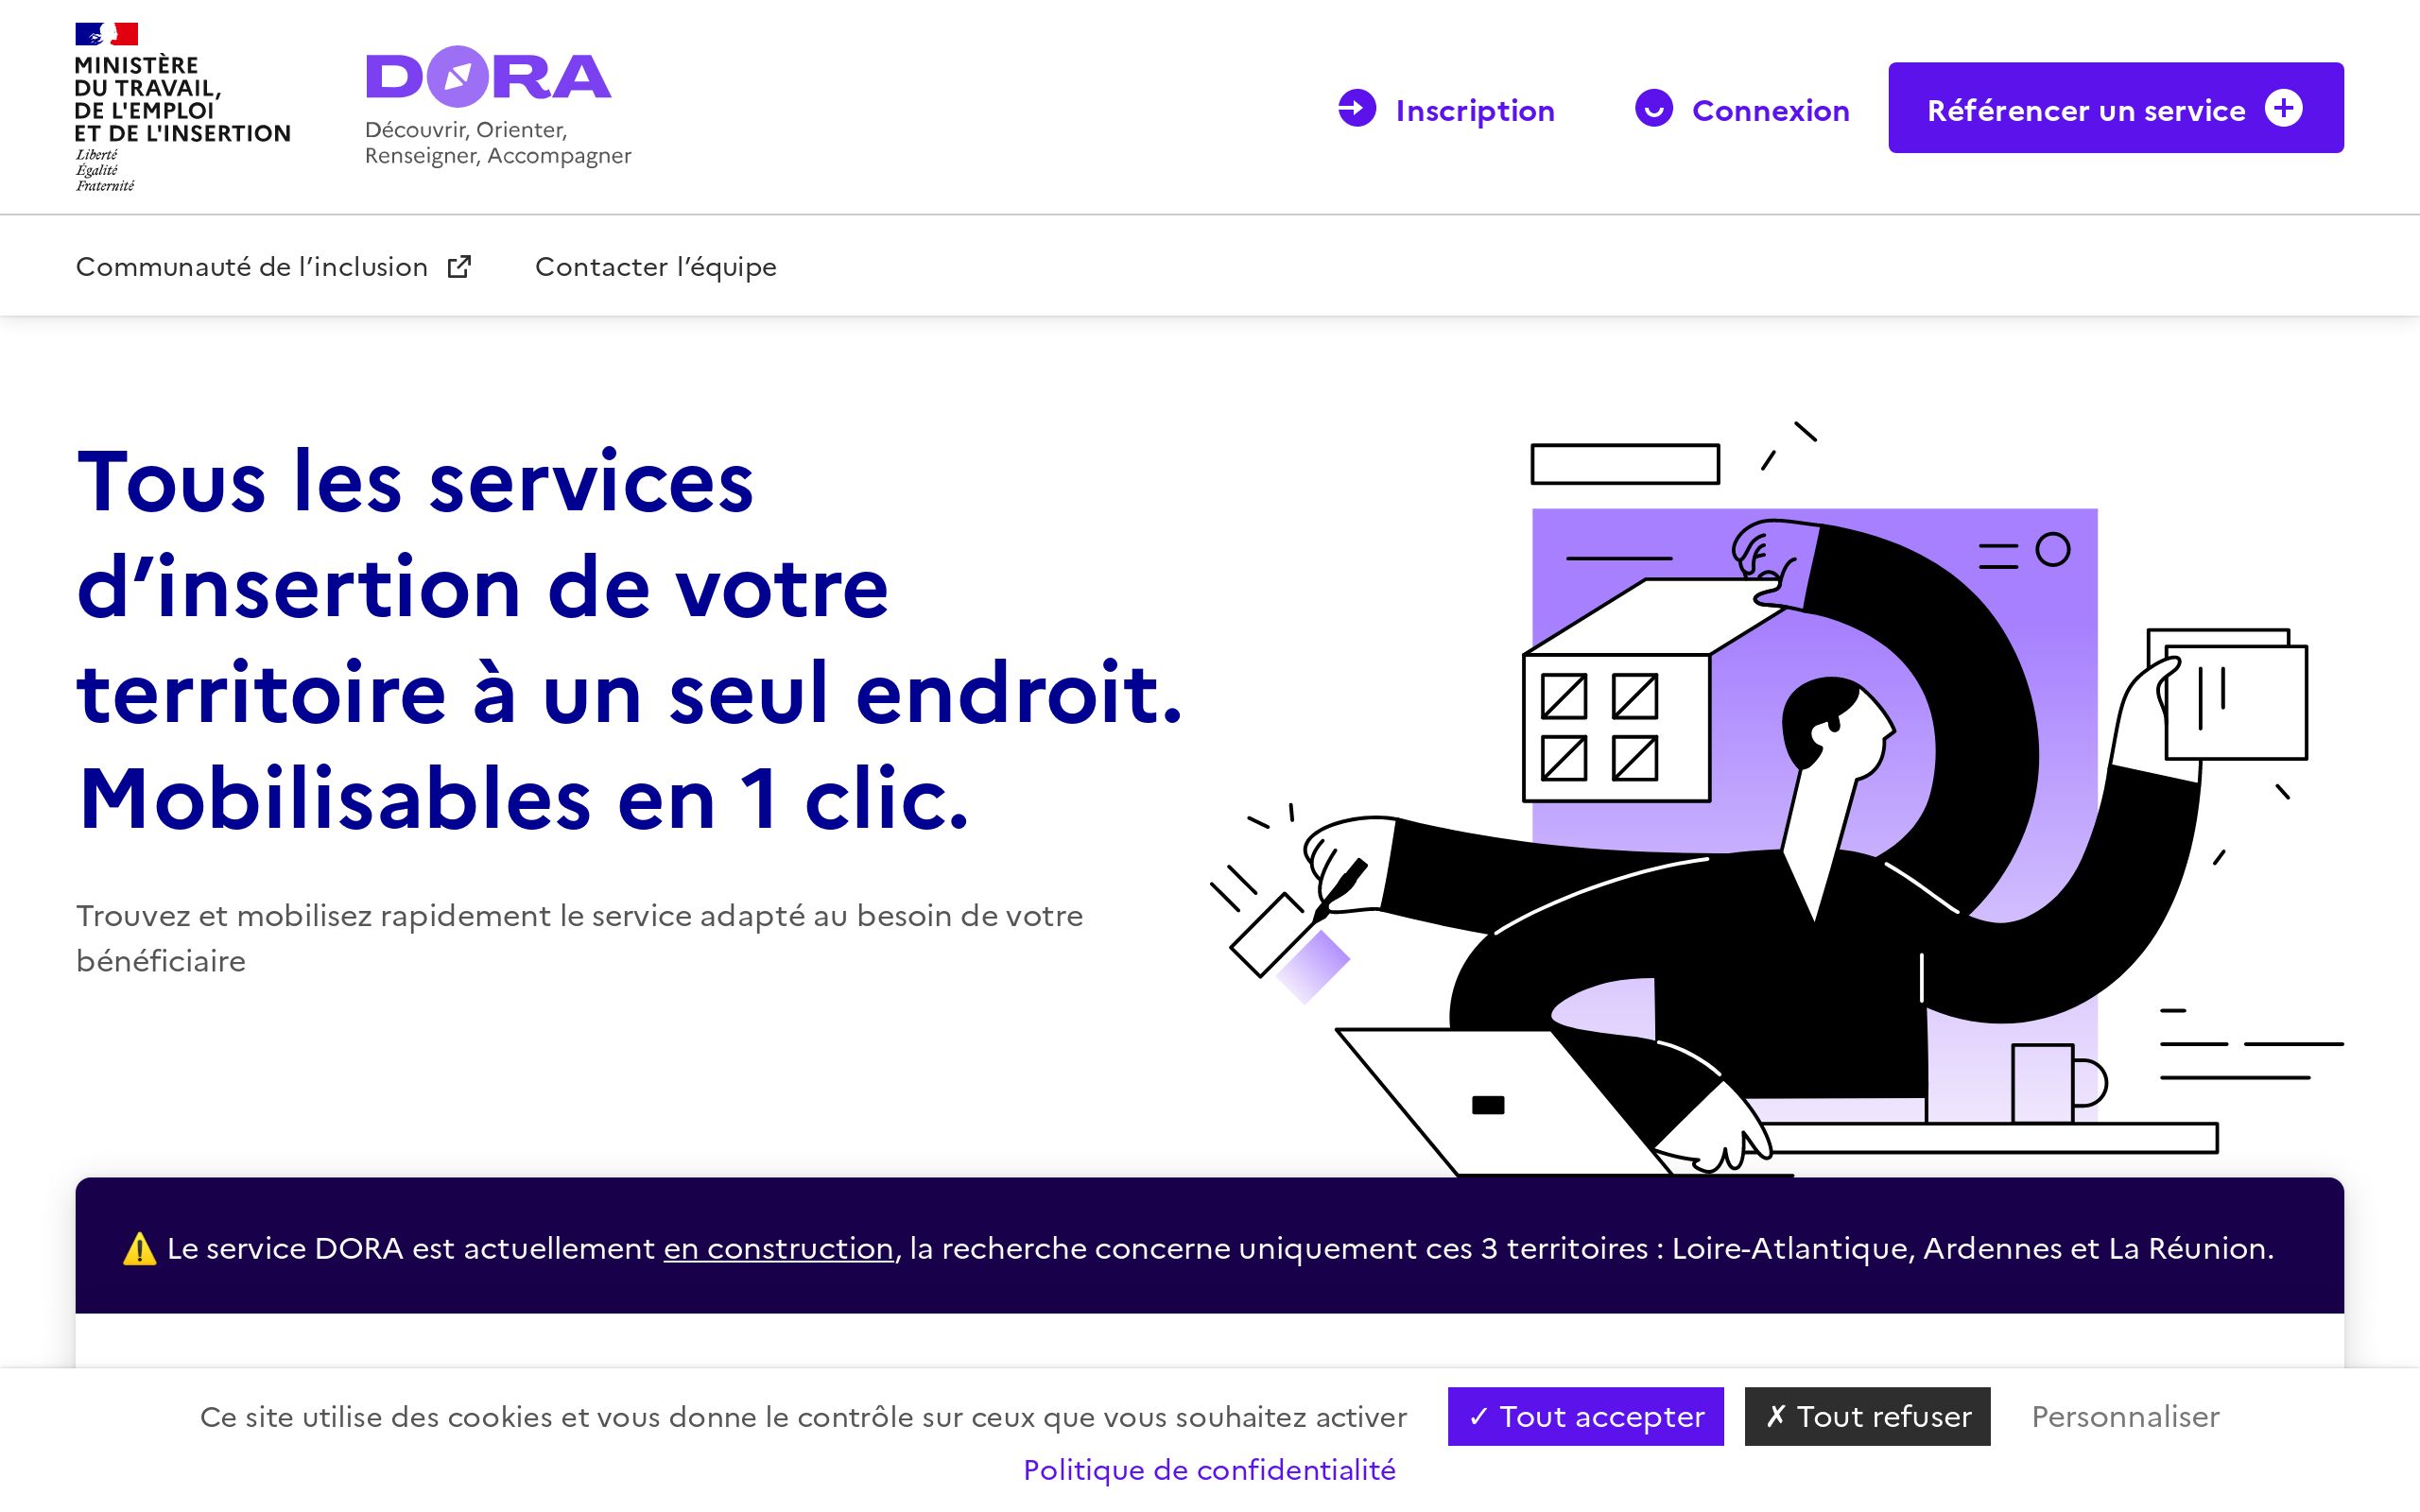 MINISTÈRE
DU TRAVAIL,
DE L'EMPLOI
ET DE L'INSERTION
Liberté
Égalité
Fraternité
DORA
Découvrir, Orienter,
Renseigner, Accompagner
Inscription
Connexion
Référencer un service
Communauté de l’inclusion
Contacter l’équipe
Tous les services
d’insertion de votre
territoire à un seul endroit.
Mobilisables en 1 clic.
Trouvez et mobilisez rapidement le service adapté au besoin de votre
bénéficiaire
⚠️ Le service DORA est actuellement en construction, la recherche concerne uniquement ces 3 territoires : Loire-Atlantique, Ardennes et La Réunion.
Ce site utilise des cookies et vous donne le contrôle sur ceux que vous souhaitez activer
✓ Tout accepter
✗ Tout refuser
Personnaliser
Politique de confidentialité